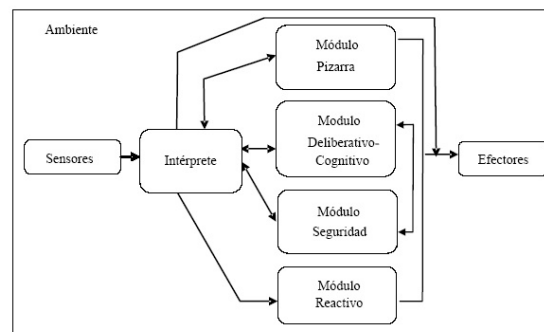 Ambiente
Módulo
Pizarra
Modulo
Deliberativo-
Cognitivo
Sensores
Intérprete
Efectores
Módulo
Seguridad
Módulo
Reactivo